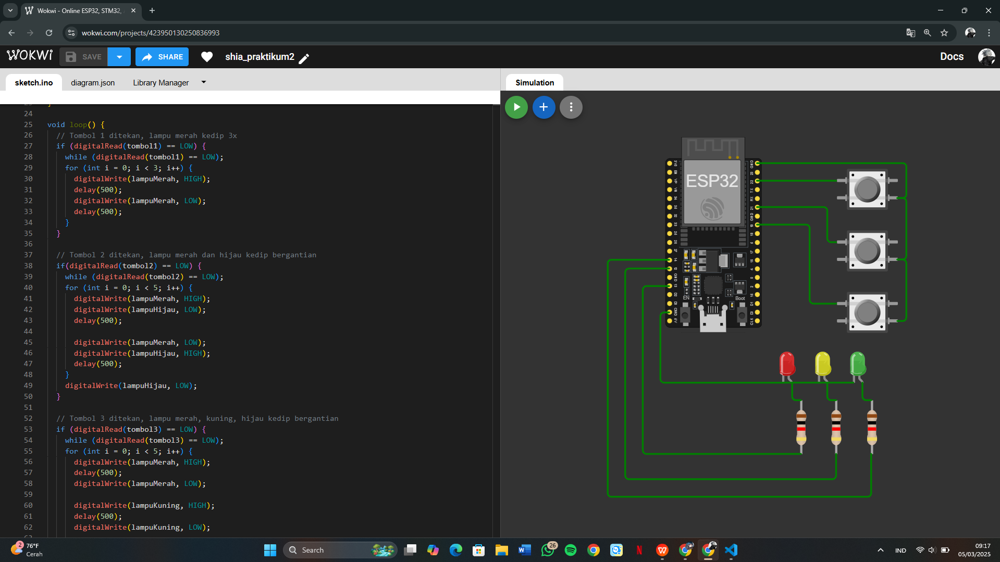 Wokwi - Online ESP32, STM32,
wokwi.com/projects/423950130250836993
WOKWI
SAVE
SHARE
shia_praktikum2
Docs
sketch.ino
diagram.json
Library Manager
Simulation
24
25 void loop() {
26 // Tombol 1 ditekan, lampu merah kedip 3x
27 if (digitalRead(tombol1) == LOW) {
28 while (digitalRead(tombol1) == LOW);
29 for (int i = 0; i < 3; i++) {
30 digitalWrite(lampuMerah, HIGH);
31 delay(500);
32 digitalWrite(lampuMerah, LOW);
33 delay(500);
34 }
35 }
36
37 // Tombol 2 ditekan, lampu merah dan hijau kedip bergantian
38 if(digitalRead(tombol2) == LOW) {
39 while (digitalRead(tombol2) == LOW);
40 for (int i = 0; i < 5; i++) {
41 digitalWrite(lampuMerah, HIGH);
42 digitalWrite(lampuHijau, LOW);
43 delay(500);
44
45 digitalWrite(lampuMerah, LOW);
46 digitalWrite(lampuHijau, HIGH);
47 delay(500);
48 }
49 digitalWrite(lampuHijau, LOW);
50 }
51
52 // Tombol 3 ditekan, lampu merah, kuning, hijau kedip bergantian
53 if (digitalRead(tombol3) == LOW) {
54 while (digitalRead(tombol3) == LOW);
55 for (int i = 0; i < 5; i++) {
56 digitalWrite(lampuMerah, HIGH);
57 delay(500);
58 digitalWrite(lampuMerah, LOW);
59
60 digitalWrite(lampuKuning, HIGH);
61 delay(500);
62 digitalWrite(lampuKuning, LOW);
ESP32
EN
Boot
2
76°F
Cerah
Search
26
IND
09:17
05/03/2025